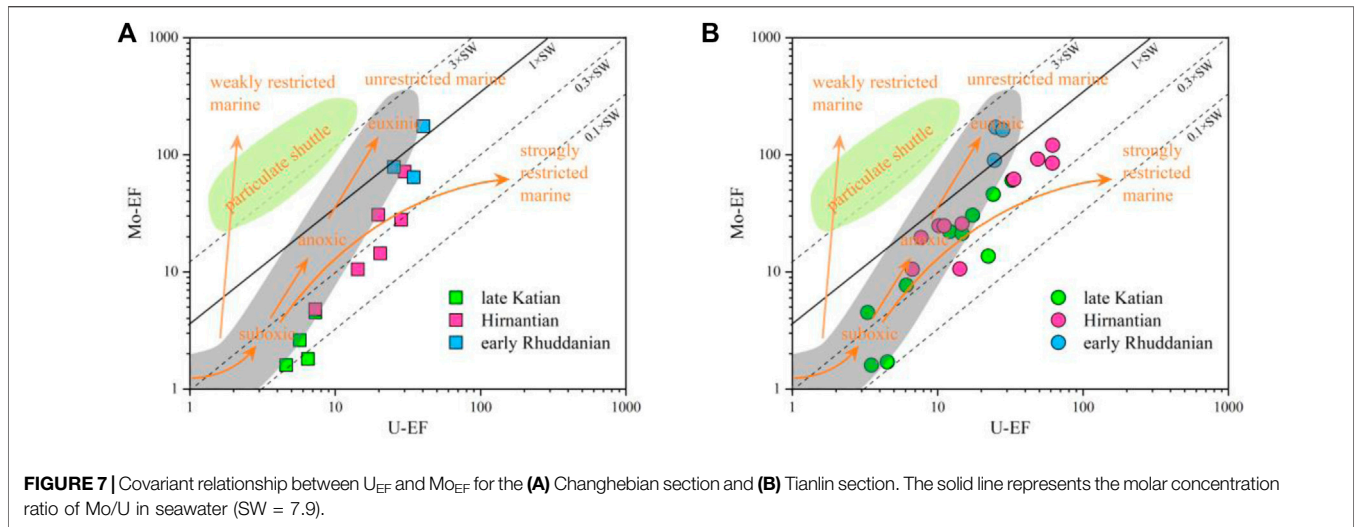 A
1000
100
10
1
Mo-EF
1
10
100
1000
U-EF
weakly restricted
marine
unrestricted marine
3×SW
1×SW
0.3×SW
0.1×SW
particulate shuttle
euxinic
strongly
restricted
marine
anoxic
suboxic
late Katian
Hirnantian
early Rhuddanian
B
1000
100
10
1
Mo-EF
1
10
100
1000
U-EF
weakly restricted
marine
unrestricted marine
3×SW
1×SW
0.3×SW
0.1×SW
particulate shuttle
euxinic
strongly
restricted
marine
anoxic
suboxic
late Katian
Hirnantian
early Rhuddanian
FIGURE 7 | Covariant relationship between UEF and MoEF for the (A) Changhebian section and (B) Tianlin section. The solid line represents the molar concentration
ratio of Mo/U in seawater (SW = 7.9).